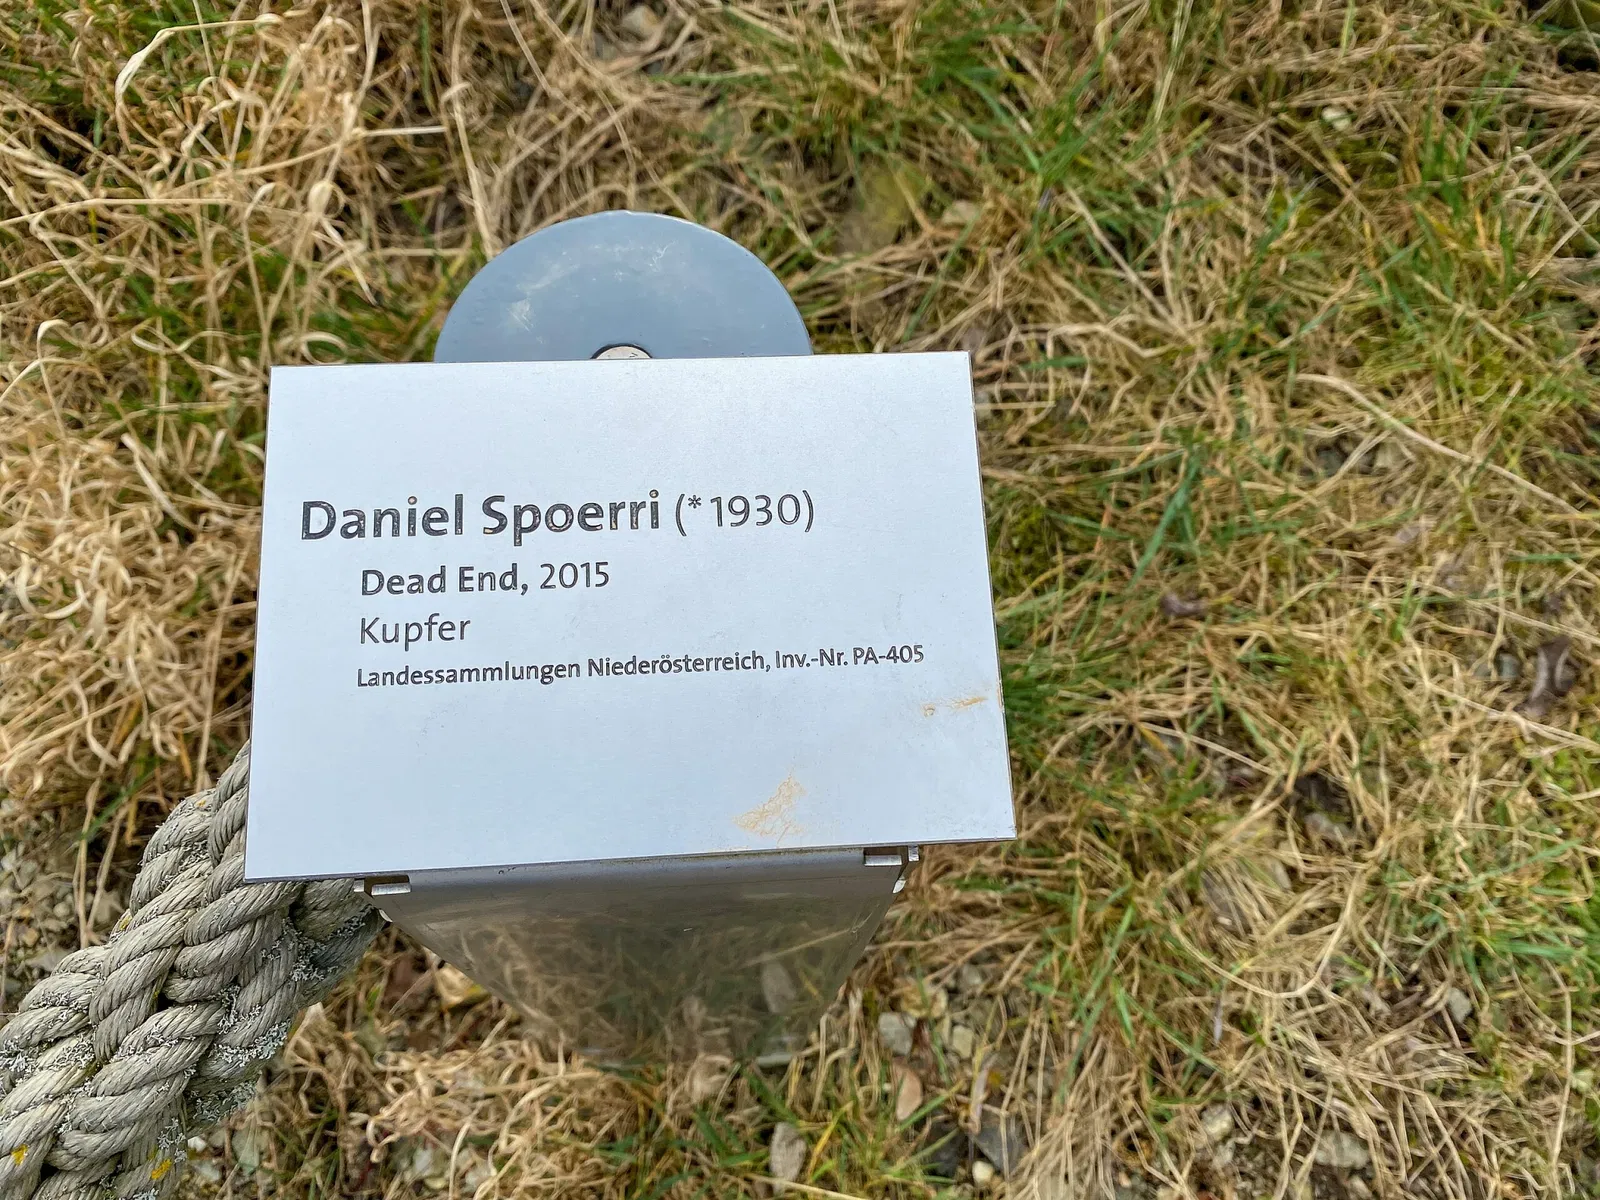 Daniel Spoerri (*1930)
Dead End, 2015
Kupfer
Landessammlungen Niederösterreich, Inv.-Nr. PA-405